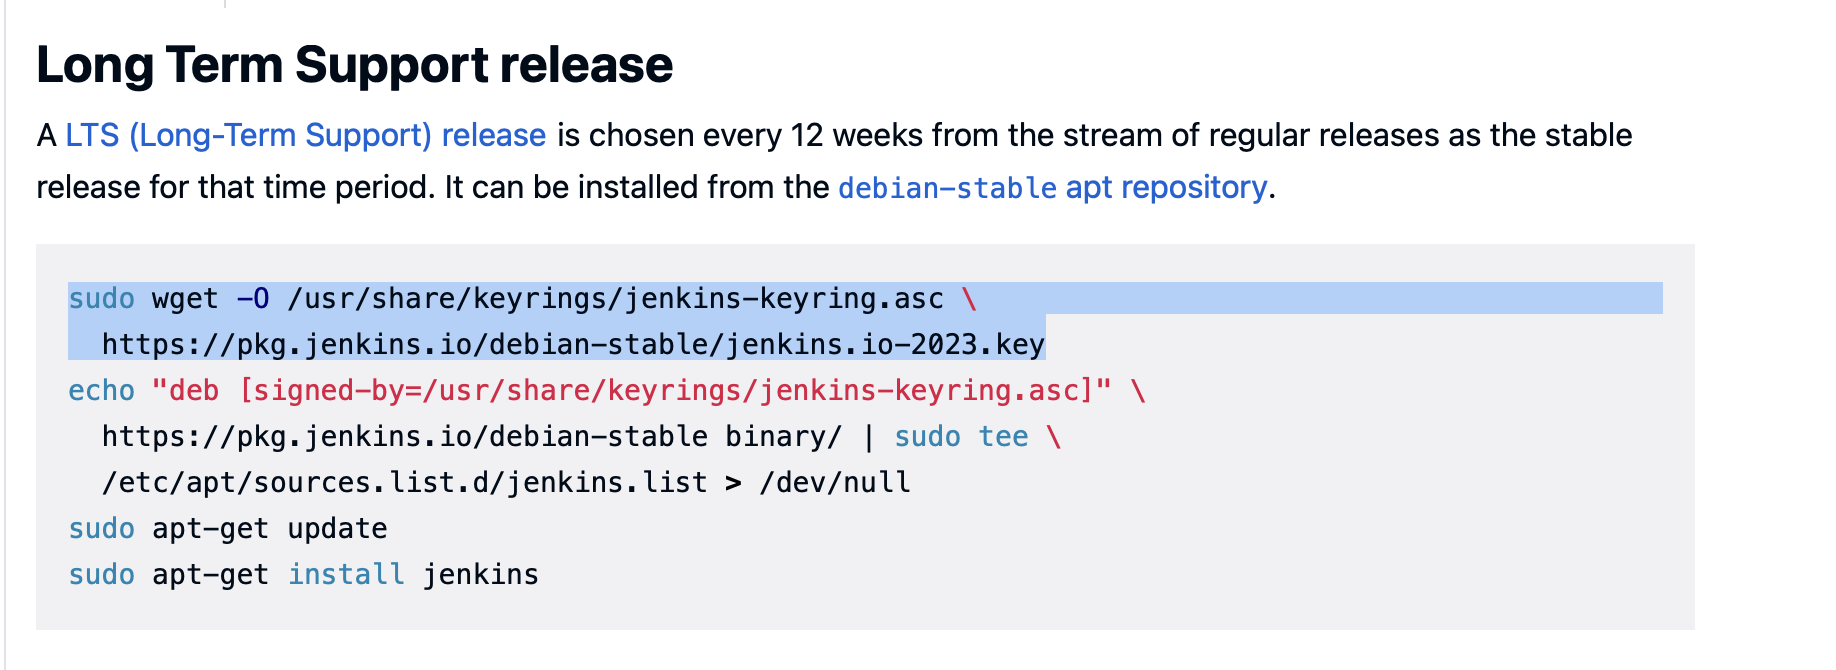 Long Term Support release
A LTS (Long-Term Support) release is chosen every 12 weeks from the stream of regular releases as the stable
release for that time period. It can be installed from the debian-stable apt repository.
sudo wget -O /usr/share/keyrings/jenkins-keyring.asc \
  https://pkg.jenkins.io/debian-stable/jenkins.io-2023.key
echo "deb [signed-by=/usr/share/keyrings/jenkins-keyring.asc]" \
  https://pkg.jenkins.io/debian-stable binary/ | sudo tee \
  /etc/apt/sources.list.d/jenkins.list > /dev/null
sudo apt-get update
sudo apt-get install jenkins